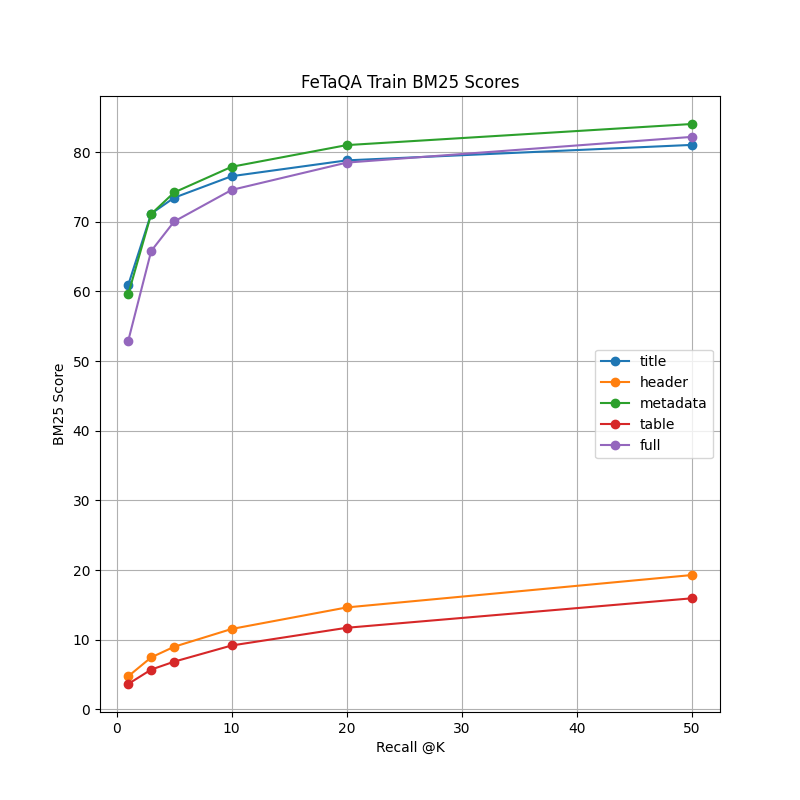 FeTaQA Train BM25 Scores
BM25 Score
80
70
60
50
40
30
20
10
0
title
header
metadata
table
full
0 10 20 30 40 50
Recall @K